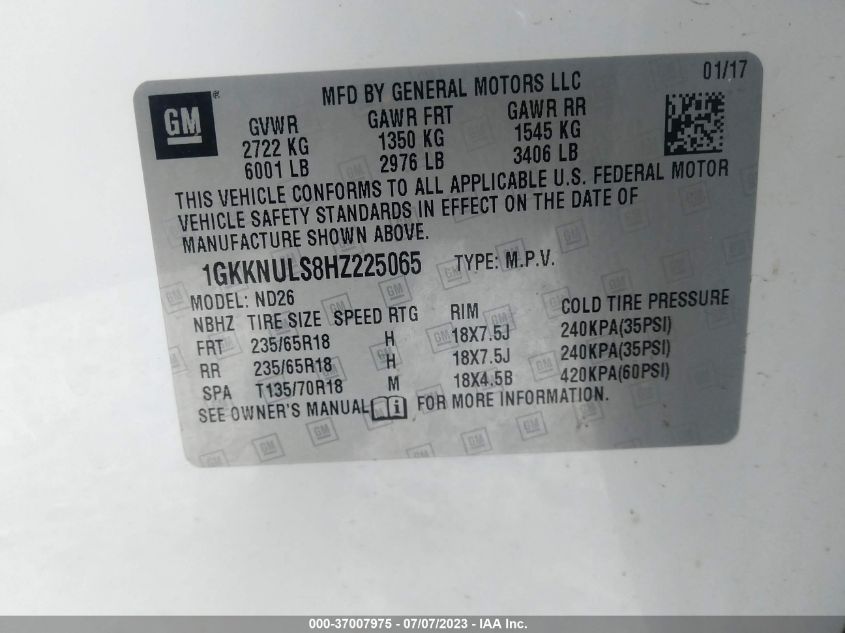 GM®
MFD BY GENERAL MOTORS LLC
01/17
GVWR GAWR FRT GAWR RR
2722 KG 1350 KG 1545 KG
6001 LB 2976 LB 3406 LB
THIS VEHICLE CONFORMS TO ALL APPLICABLE U.S. FEDERAL MOTOR
VEHICLE SAFETY STANDARDS IN EFFECT ON THE DATE OF
MANUFACTURE SHOWN ABOVE.
1GKKNULS8HZ225065 TYPE: M.P.V.
MODEL: ND26
NBHZ TIRE SIZE SPEED RTG RIM COLD TIRE PRESSURE
FRT 235/65R18 H 18X7.5J 240KPA(35PSI)
RR 235/65R18 H 18X7.5J 240KPA(35PSI)
SPA T135/70R18 M 18X4.5B 420KPA(60PSI)
SEE OWNER'S MANUAL i FOR MORE INFORMATION.
000-37007975 - 07/07/2023 - IAA Inc.